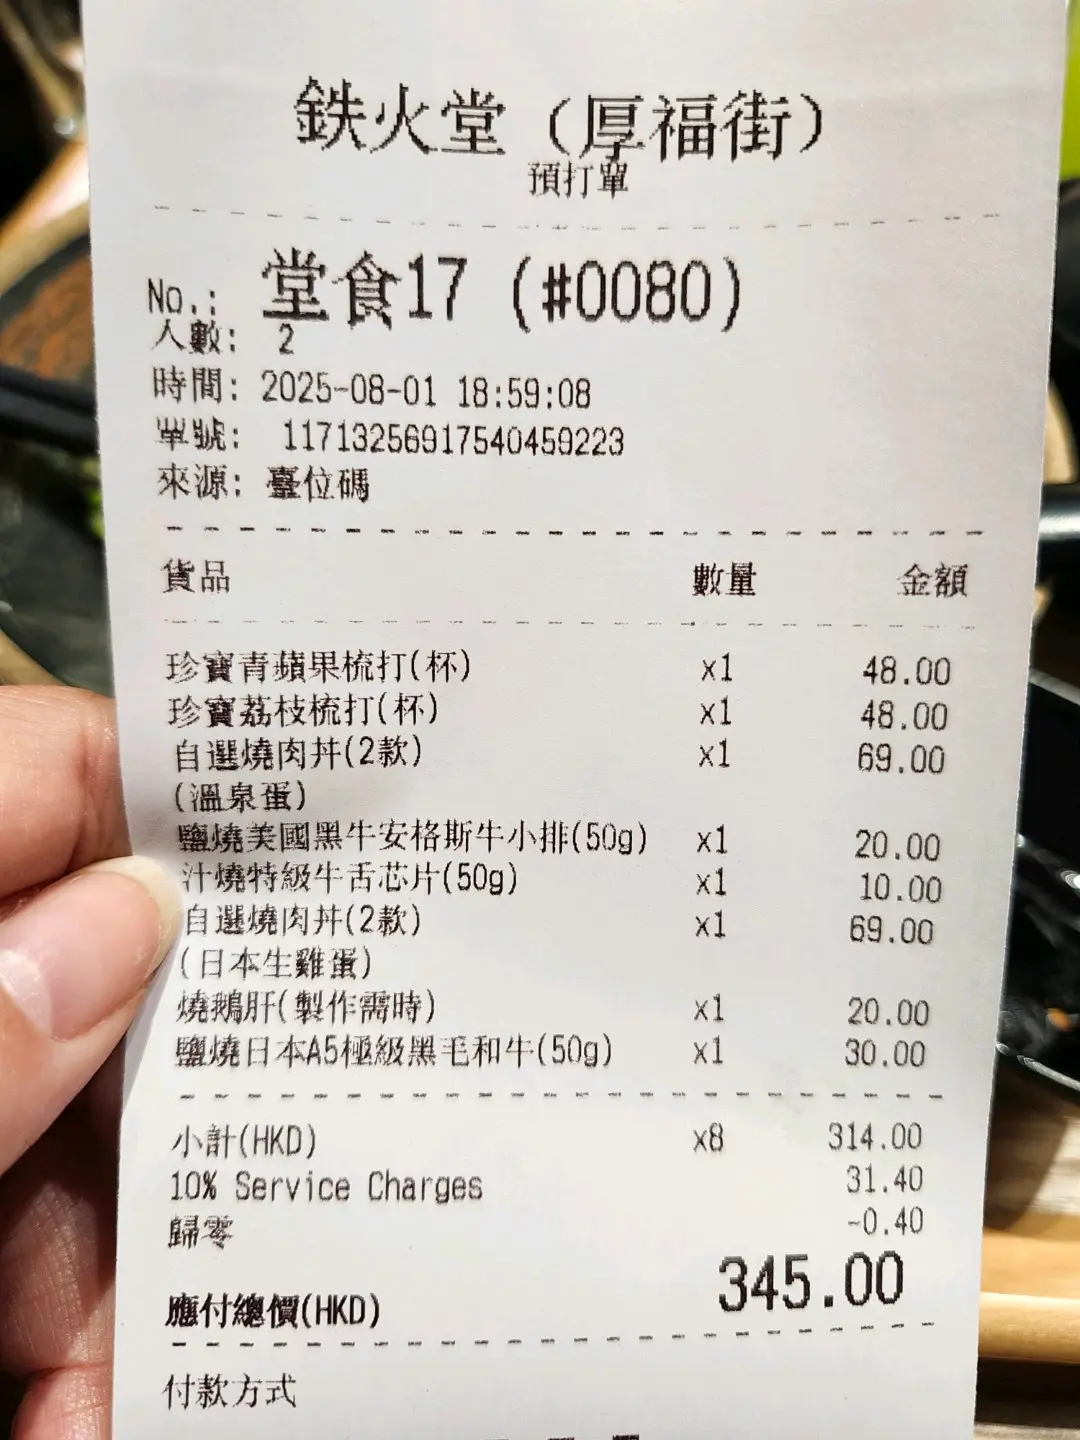 鉄火堂（厚福街）
預打單
No.: 堂食17 (#0080)
人數: 2
時間: 2025-08-01 18:59:08
單號: 11713256917540459223
來源: 臺位碼
貨品 數量 金額
珍寶青蘋果梳打(杯) x1 48.00
珍寶荔枝梳打(杯) x1 48.00
自選燒肉丼(2款) x1 69.00
(溫泉蛋)
鹽燒美國黑牛安格斯牛小排(50g) x1 20.00
汁燒特級牛舌芯片(50g) x1 10.00
自選燒肉丼(2款) x1 69.00
(日本生雞蛋)
燒鵝肝(製作需時) x1 20.00
鹽燒日本A5極級黑毛和牛(50g) x1 30.00
小計(HKD) x8 314.00
10% Service Charges 31.40
歸零 -0.40
應付總價(HKD) 345.00
付款方式